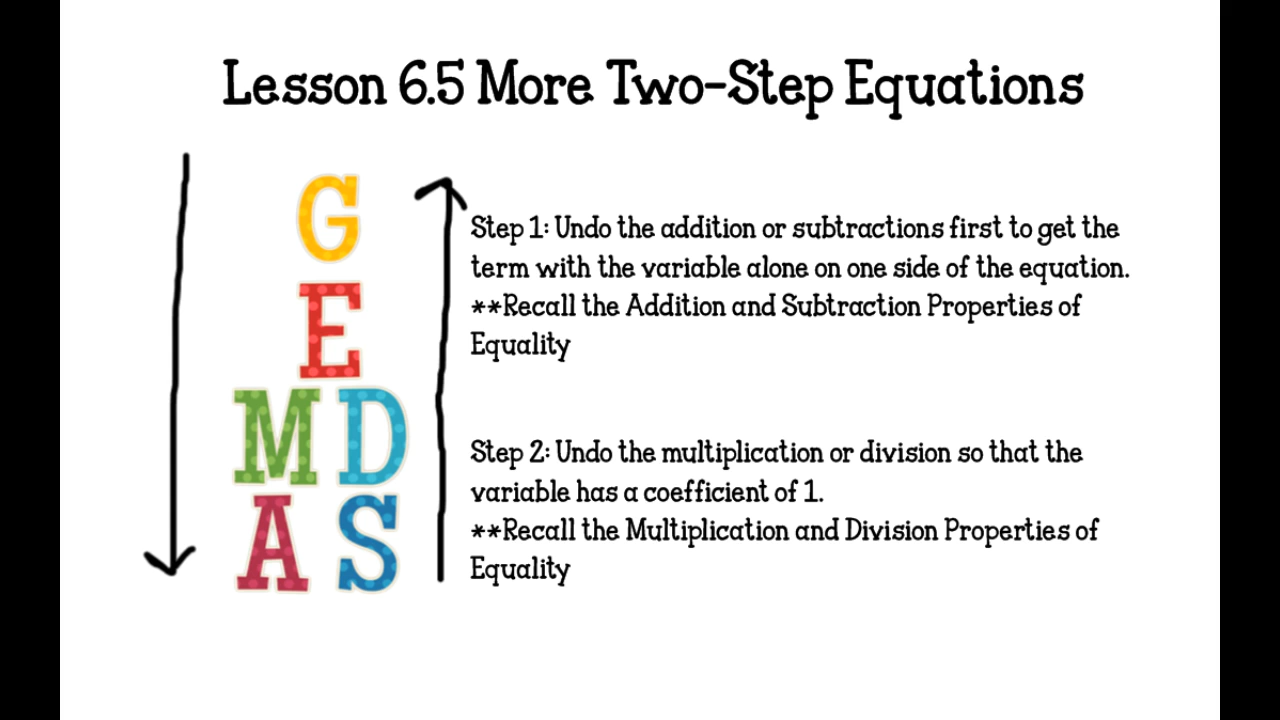 Lesson 6.5 More Two-Step Equations
G
E
M D
A S
Step 1: Undo the addition or subtractions first to get the
term with the variable alone on one side of the equation.
**Recall the Addition and Subtraction Properties of
Equality
Step 2: Undo the multiplication or division so that the
variable has a coefficient of 1.
**Recall the Multiplication and Division Properties of
Equality